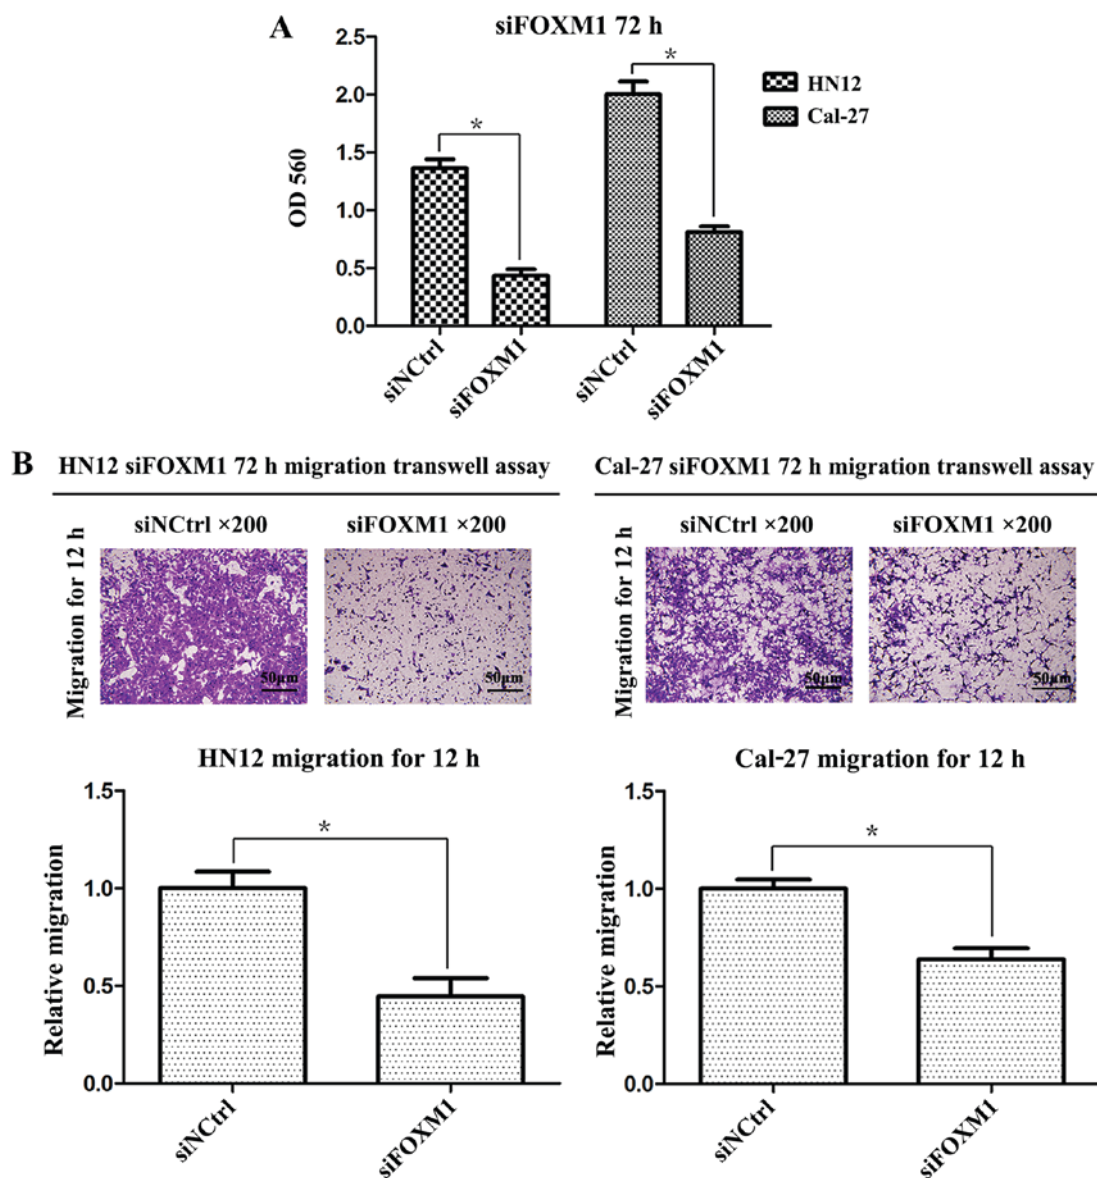 A
siFOXM1 72 h
2.5
2.0
1.5
1.0
0.5
0.0
OD 560
*
*
HN12
Cal-27
siNCtrl
siFOXM1
siNCtrl
siFOXM1
B
HN12 siFOXM1 72 h migration transwell assay
Cal-27 siFOXM1 72 h migration transwell assay
siNCtrl ×200
siFOXM1 ×200
siNCtrl ×200
siFOXM1 ×200
Migration for 12 h
50μm
50μm
Migration for 12 h
50μm
50μm
HN12 migration for 12 h
1.5
1.0
0.5
0.0
Relative migration
*
siNCtrl
siFOXM1
Cal-27 migration for 12 h
1.5
1.0
0.5
0.0
Relative migration
*
siNCtrl
siFOXM1